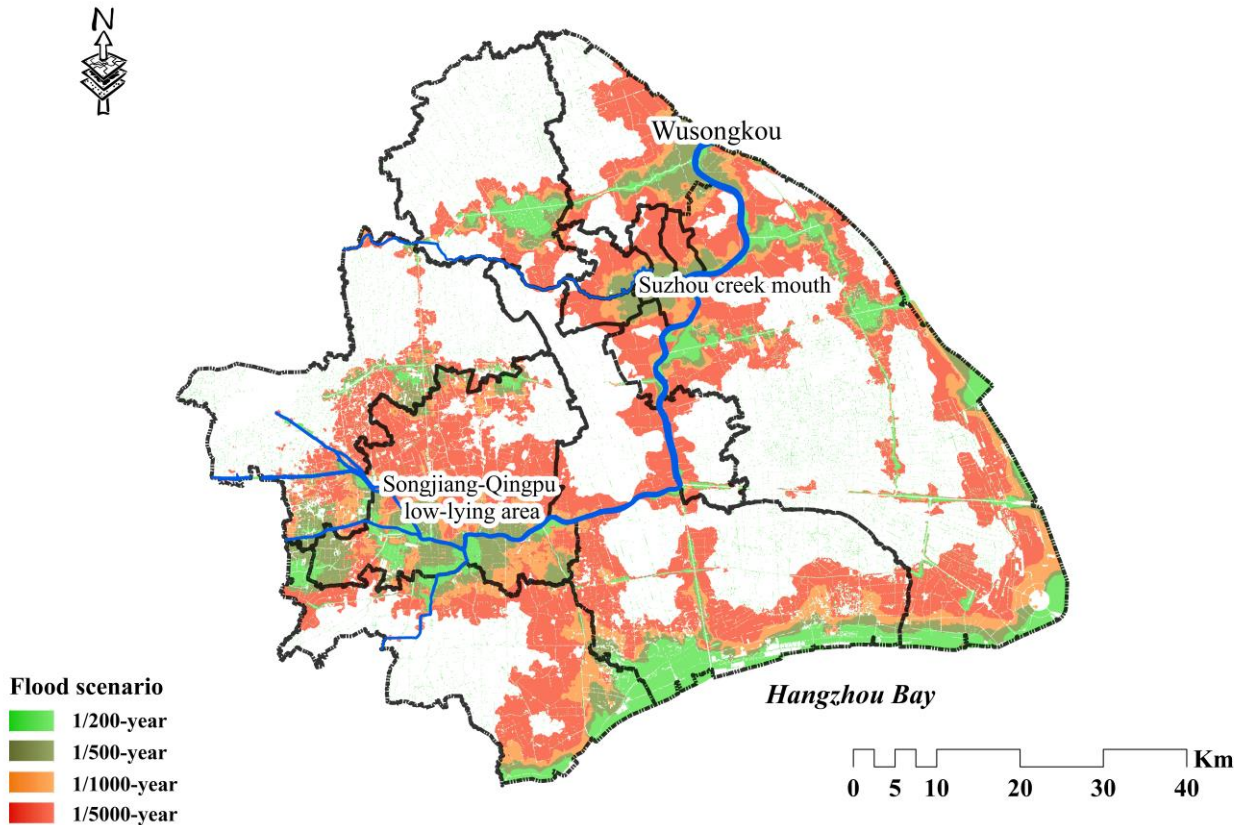 N
Wusongkou
Suzhou creek mouth
Songjiang-Qingpu
low-lying area
Hangzhou Bay
Flood scenario
1/200-year
1/500-year
1/1000-year
1/5000-year
Km
0 5 10 20 30 40